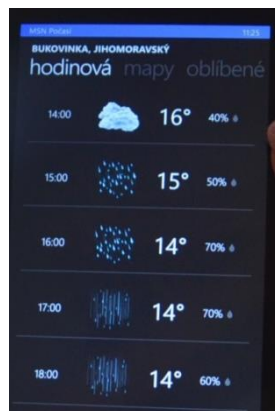 MSN Počasí 11:25
BUKOVINKA, JIHOMORAVSKÝ
hodinová mapy oblíbené
14:00 16° 40%
15:00 15° 50%
16:00 14° 70%
17:00 14° 70%
18:00 14° 60%